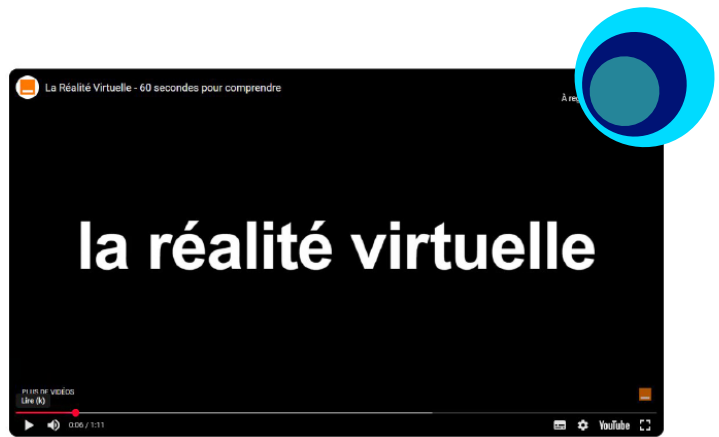 La Réalité Virtuelle - 60 secondes pour comprendre
À
la réalité virtuelle
PLUS DE VIDÉOS
Lire (k)
0:06 / 1:11
YouTube